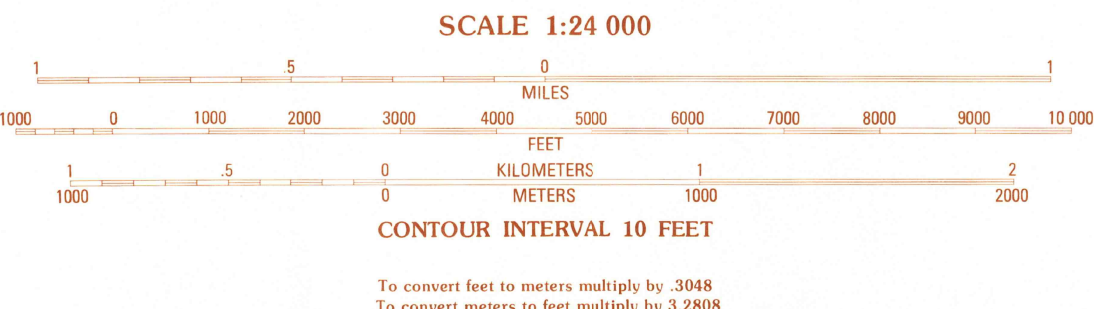 SCALE 1:24 000
1 .5 0 1
MILES
1000 0 1000 2000 3000 4000 5000 6000 7000 8000 9000 10 000
FEET
1 .5 0 KILOMETERS 1 2
1000 0 METERS 1000 2000
CONTOUR INTERVAL 10 FEET
To convert feet to meters multiply by .3048
To convert meters to feet multiply by 3.2808